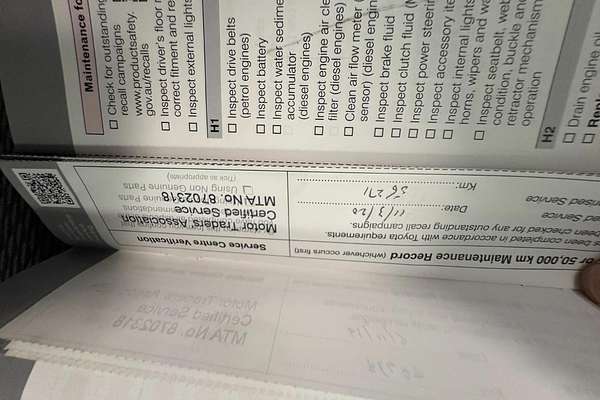 Maintenance fo
Check for outstanding
recall campaigns
www.productsafety.
gov.au/recalls
Inspect driver's floor
correct fitment and
Inspect external lights
H1
Inspect drive belts
(petrol engines)
Inspect battery
Inspect water sedime
accumulator
(diesel engines)
Inspect engine air cle
filter (diesel engines)
Clean air flow meter
sensor) (diesel engin
Inspect brake fluid
Inspect clutch fluid
Inspect power steerin
Inspect accessory ite
Inspect internal lights
horns, wipers and wa
Inspect seatbelt, web
condition, buckle and
retractor mechanism
operation
H2
Drain engine oil
or 50,000 km Maintenance Record (whichever occurs first)
been completed in accordance with Toyota requirements.
been checked for any outstanding recall campaigns.
Service
Date: 11/3/20
Service
Km:
Service Centre Verification
Motor Traders' Association
Certified Service
MTA No 8702318
Using Non Genuine Parts
(Tick as appropriate)
Certified Service
MTA No 8702318